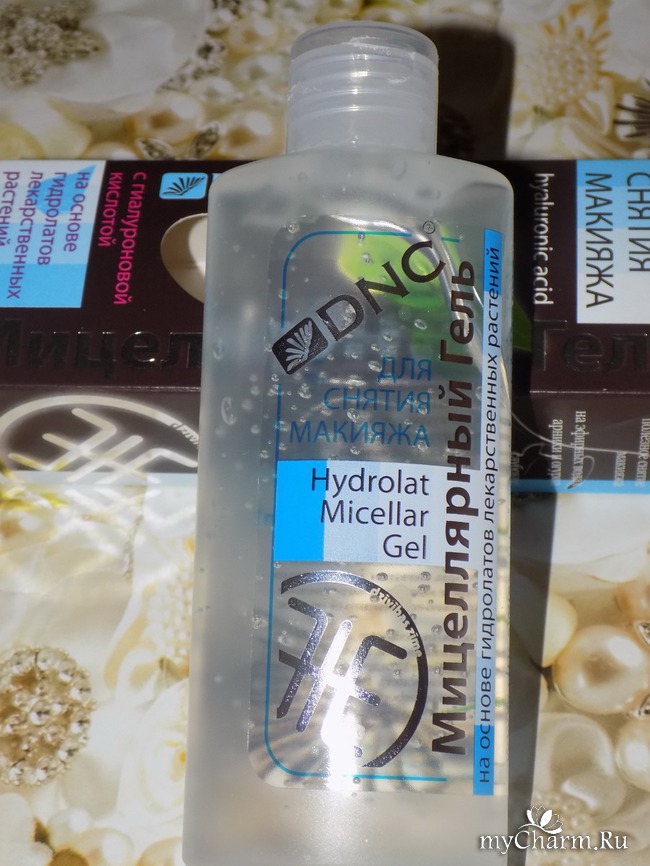 DNC®
ДЛЯ
СНЯТИЯ
МАКИЯЖА
Hydrolat
Micellar
Gel
Мицеллярный Гель
на основе гидролатов лекарственных растений
с гиалуроновой
кислотой
на основе
гидролатов
лекарственных
растений
Мицел
СНЯТИЯ
МАКИЯЖА
hyaluronic acid
Гель
myCharm.Ru